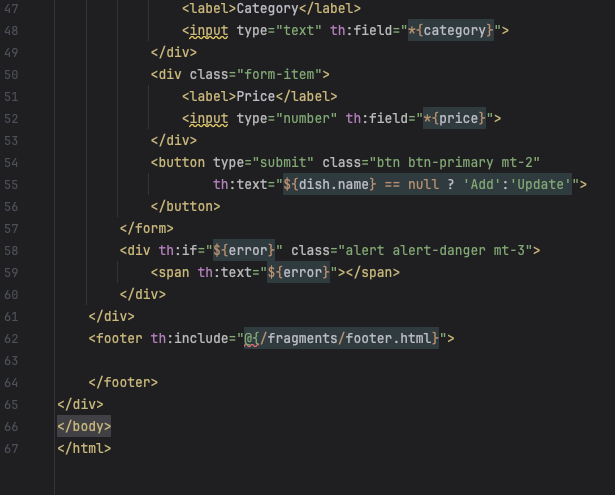 47 <label>Category</label>
48 <input type="text" th:field="*{category}">
49 </div>
50 <div class="form-item">
51 <label>Price</label>
52 <input type="number" th:field="*{price}">
53 </div>
54 <button type="submit" class="btn btn-primary mt-2"
55 th:text="${dish.name} == null ? 'Add':'Update'">
56 </button>
57 </form>
58 <div th:if="${error}" class="alert alert-danger mt-3">
59 <span th:text="${error}"></span>
60 </div>
61 </div>
62 <footer th:include="@{/fragments/footer.html}">
63
64 </footer>
65 </div>
66 </body>
67 </html>